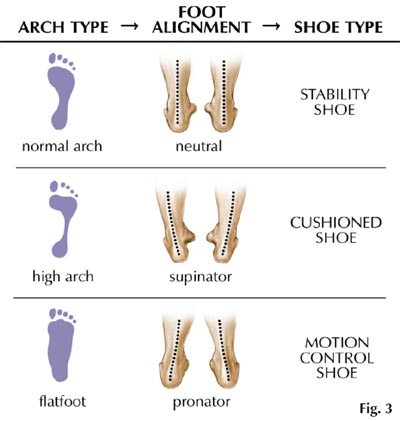 ARCH TYPE → FOOT ALIGNMENT → SHOE TYPE
normal arch
neutral
STABILITY
SHOE
high arch
supinator
CUSHIONED
SHOE
flatfoot
pronator
MOTION
CONTROL
SHOE
Fig. 3